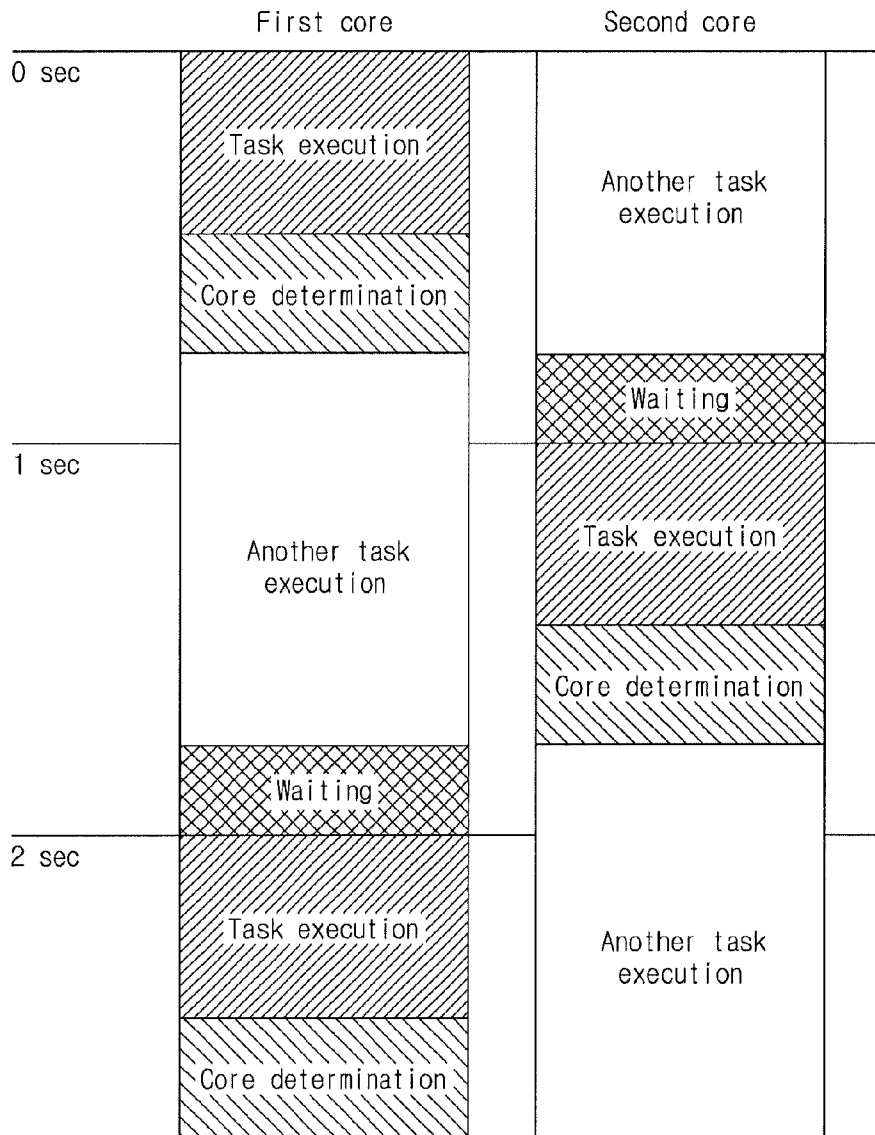 First core
Second core
0 sec
Task execution
Another task
execution
Core determination
Waiting
1 sec
Another task
execution
Task execution
Core determination
Waiting
2 sec
Task execution
Another task
execution
Core determination